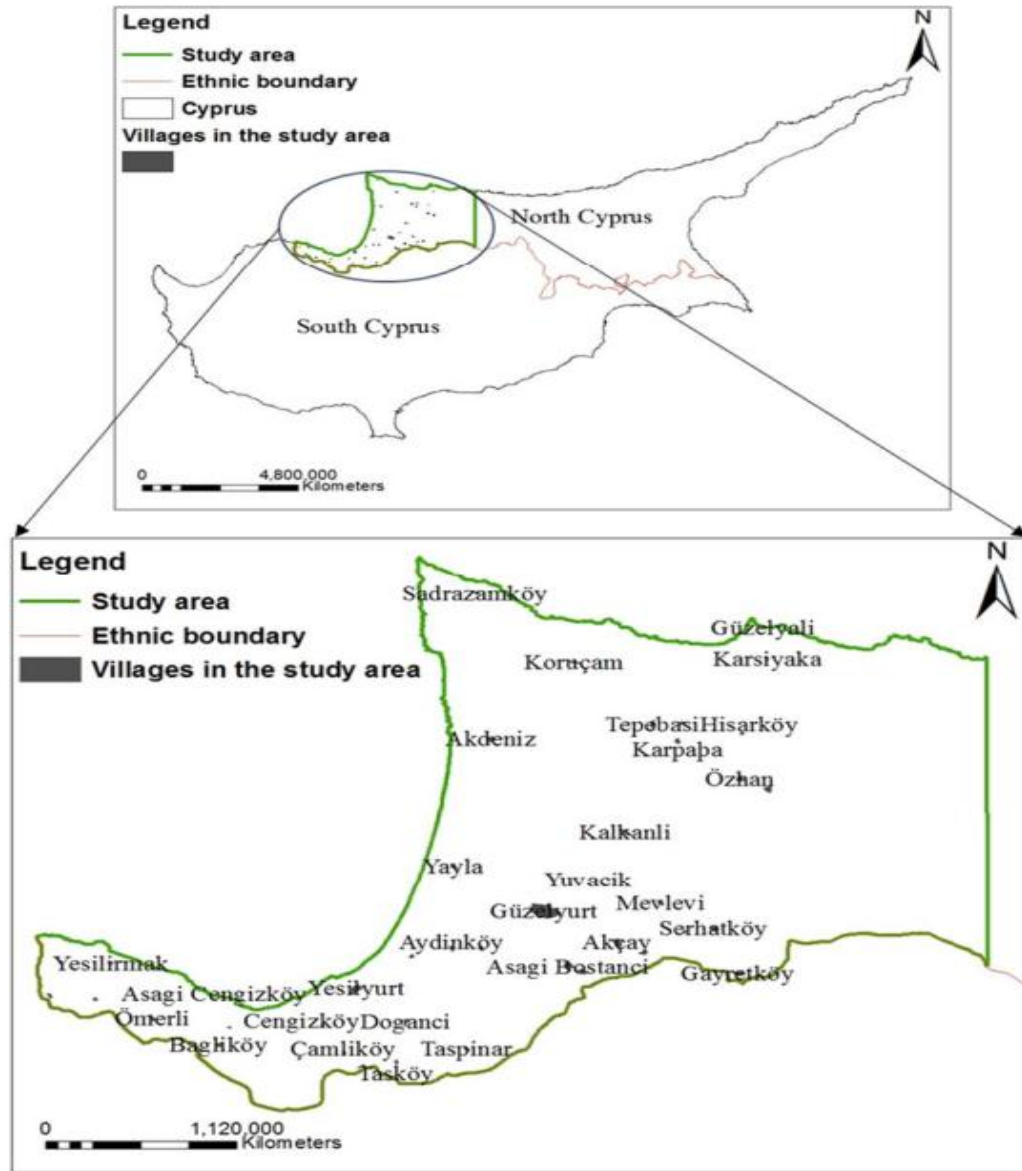 Legend
Study area
Ethnic boundary
Cyprus
Villages in the study area
N
North Cyprus
South Cyprus
0 4,800,000
Kilometers
Legend
Study area
Ethnic boundary
Villages in the study area
N
Sadrazamköy
Güzelyali
Koruçam
Karsiyaka
Tepebasi Hisarköy
Akdeniz
Karpaba
Özhan
Kalkanli
Yayla
Yuvacik
Güzelyurt
Mevlevi
Serhatköy
Aydinköy
Akçay
Asagi Bostanci
Gayretköy
Yesilirmak
Asagi Cengizköy
Yesilyurt
Ömerli
Cengizköy
Doganci
Bagliköy
Çamliköy
Taspinar
Tasköy
0 1,120,000
Kilometers